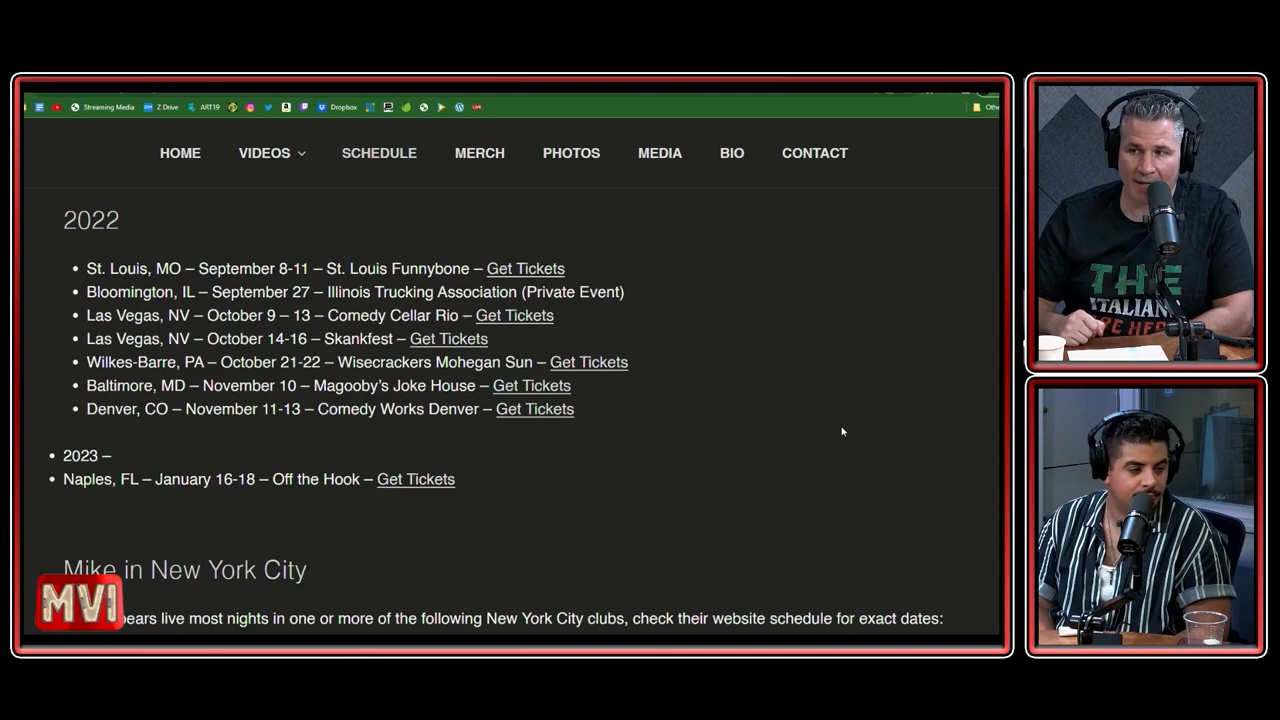 Streaming Media Z Drive ART19 Dropbox LIVE Othe
HOME VIDEOS SCHEDULE MERCH PHOTOS MEDIA BIO CONTACT
2022
• St. Louis, MO – September 8-11 – St. Louis Funnybone – Get Tickets
• Bloomington, IL – September 27 – Illinois Trucking Association (Private Event)
• Las Vegas, NV – October 9 – 13 – Comedy Cellar Rio – Get Tickets
• Las Vegas, NV – October 14-16 – Skankfest – Get Tickets
• Wilkes-Barre, PA – October 21-22 – Wisecrackers Mohegan Sun – Get Tickets
• Baltimore, MD – November 10 – Magooby's Joke House – Get Tickets
• Denver, CO – November 11-13 – Comedy Works Denver – Get Tickets
• 2023 –
• Naples, FL – January 16-18 – Off the Hook – Get Tickets
Mike in New York City
pears live most nights in one or more of the following New York City clubs, check their website schedule for exact dates:
MVI
THE
ITALIAN
RE HER